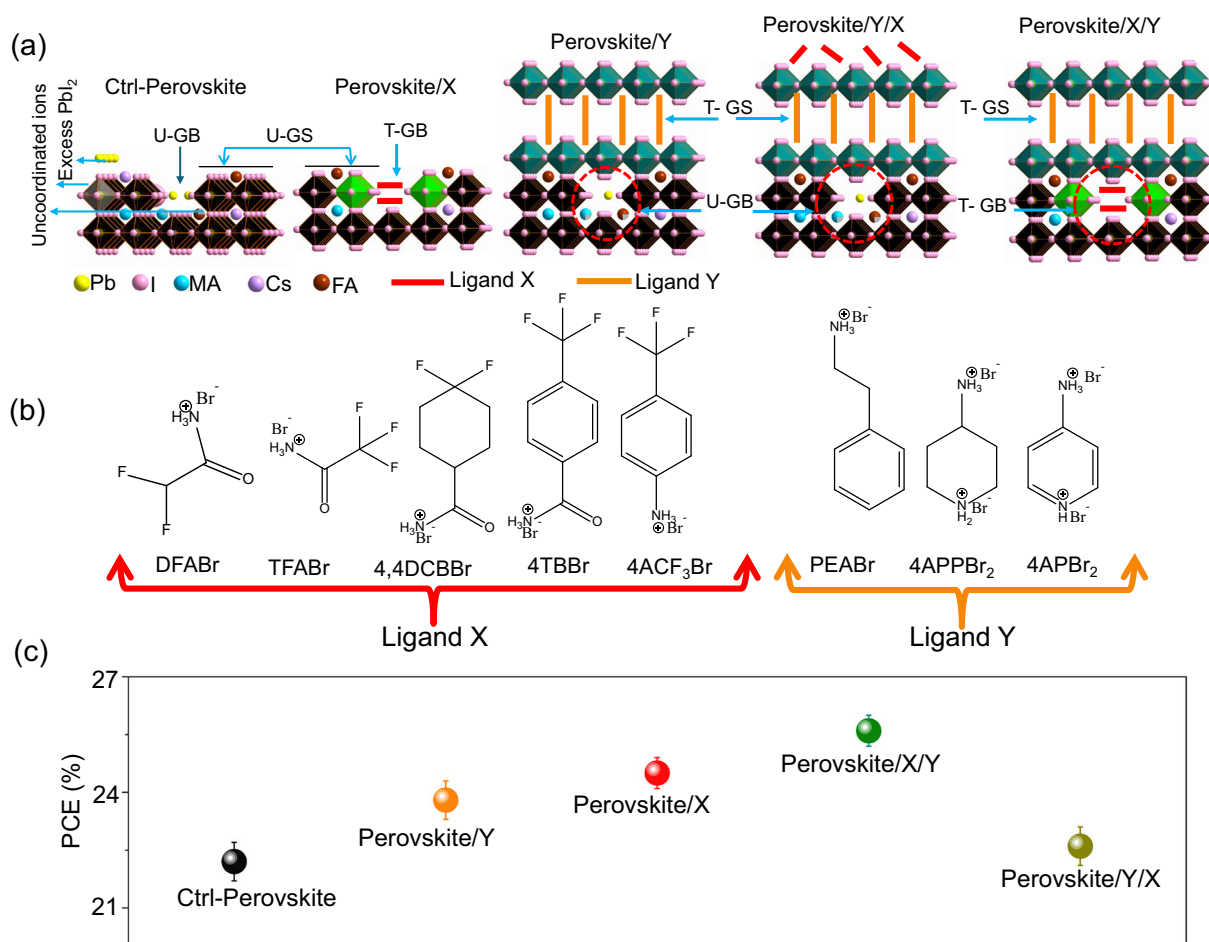 (a)
Ctrl-Perovskite
Perovskite/X
Perovskite/Y
Perovskite/Y/X
Perovskite/X/Y
Uncoordinated ions
Excess PbI2
U-GB
U-GS
T-GB
T- GS
T- GS
U-GB
T- GB
Pb
I
MA
Cs
FA
Ligand X
Ligand Y
(b)
H3N⊕ Br-
F
F
O
DFABr
Br-
H3N⊕
F
F
F
O
TFABr
F
F
H3N⊕ Br-
O
4,4DCBBr
F
F
F
H3N⊕ Br-
O
4TBBr
F
F
F
NH3⊕ Br-
4ACF3Br
NH3⊕ Br-
PEABr
NH3⊕ Br-
NH2⊕ Br-
4APPBr2
NH3⊕ Br-
NH⊕ Br-
4APBr2
Ligand X
Ligand Y
(c)
PCE (%)
27
24
21
Ctrl-Perovskite
Perovskite/Y
Perovskite/X
Perovskite/X/Y
Perovskite/Y/X